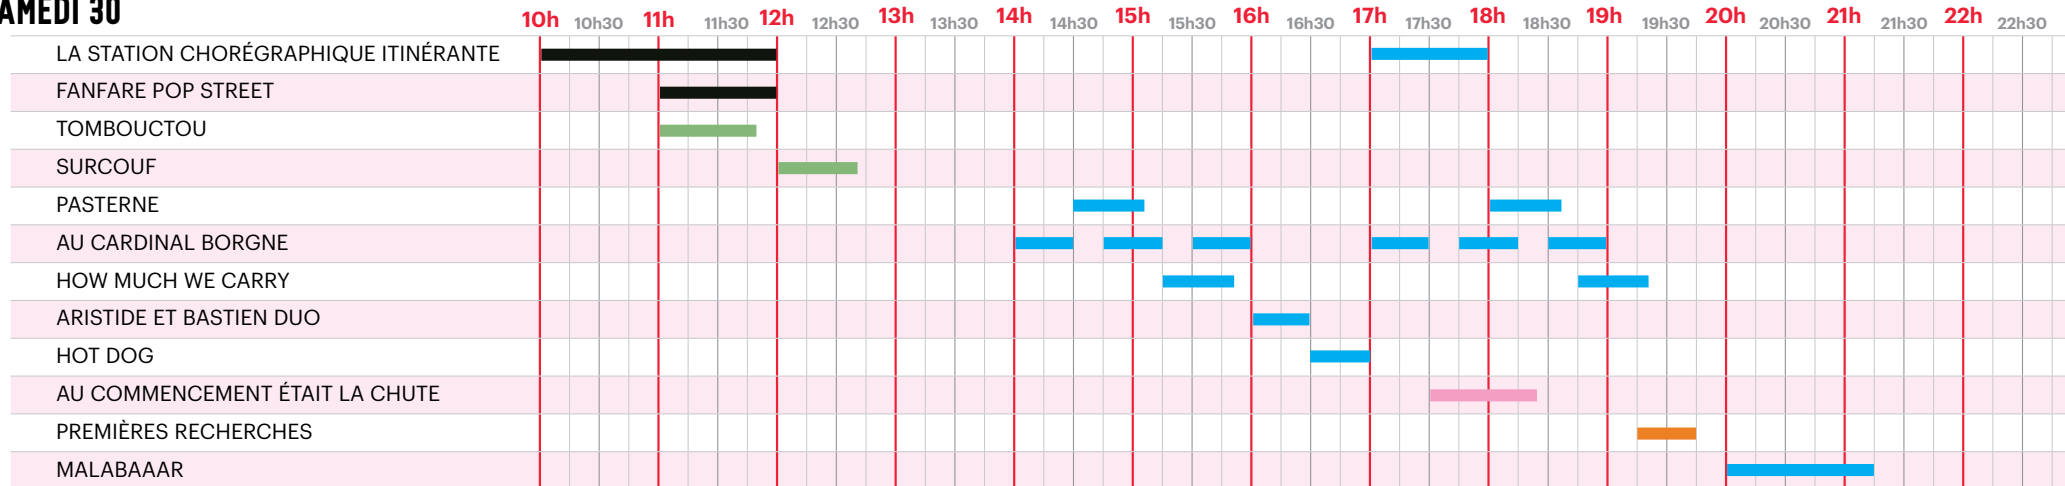 AMEDI 30
10h 10h30 11h 11h30 12h 12h30 13h 13h30 14h 14h30 15h 15h30 16h 16h30 17h 17h30 18h 18h30 19h 19h30 20h 20h30 21h 21h30 22h 22h30
LA STATION CHORÉGRAPHIQUE ITINÉRANTE
FANFARE POP STREET
TOMBOUCTOU
SURCOUF
PASTERNE
AU CARDINAL BORGNE
HOW MUCH WE CARRY
ARISTIDE ET BASTIEN DUO
HOT DOG
AU COMMENCEMENT ÉTAIT LA CHUTE
PREMIÈRES RECHERCHES
MALABAAAR